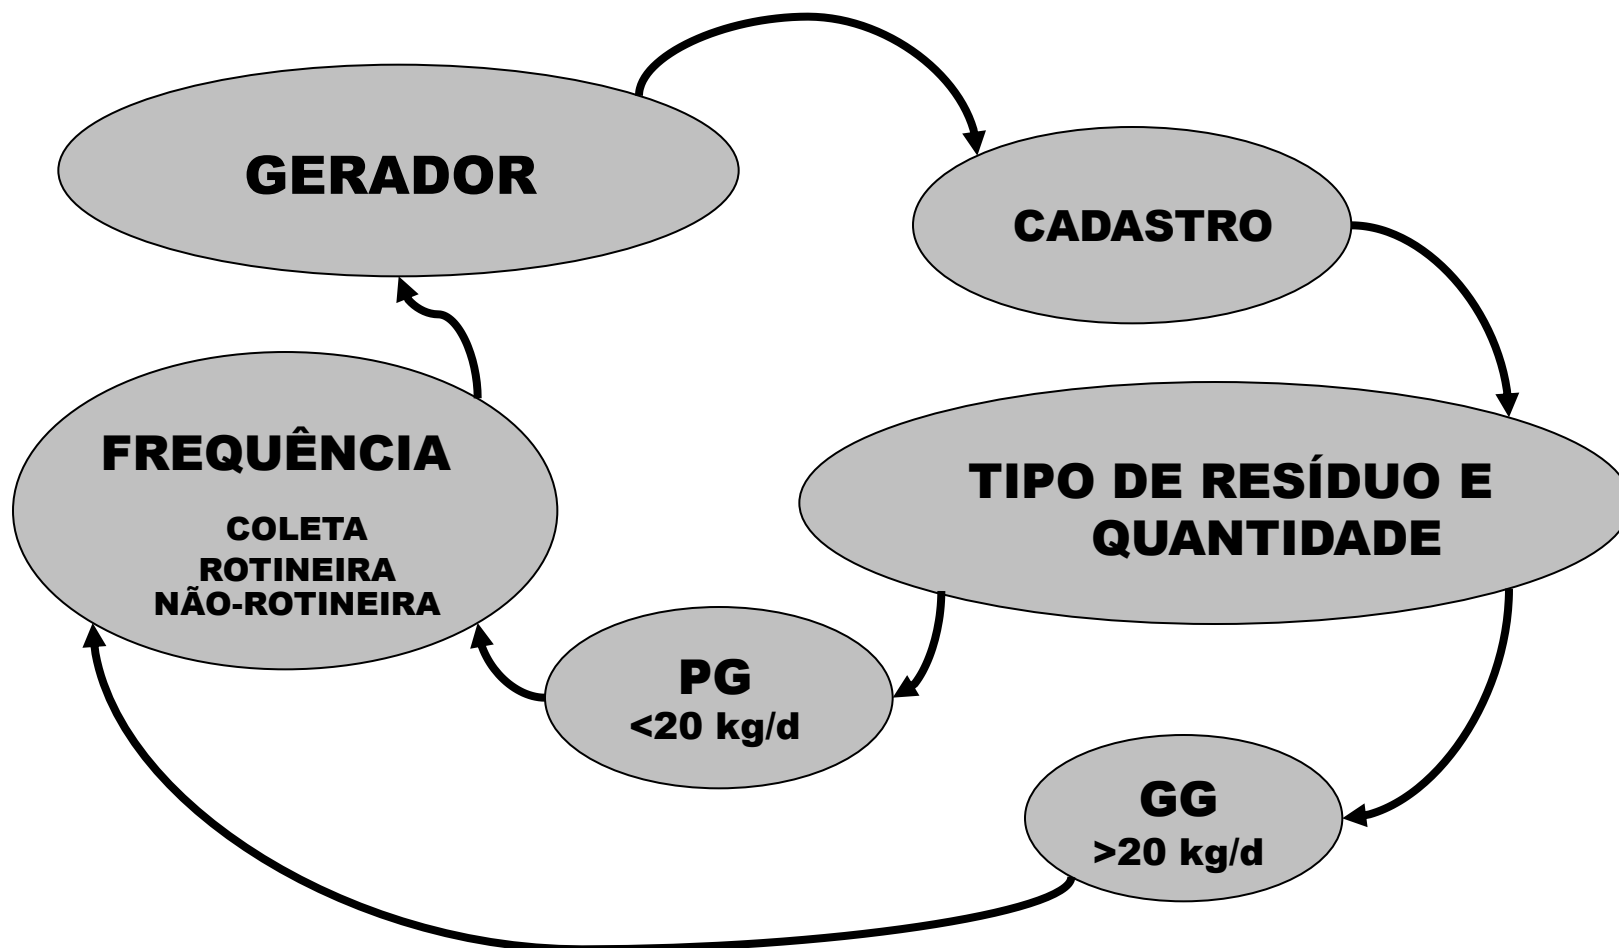 GERADOR
CADASTRO
FREQUÊNCIA
COLETA
ROTINEIRA
NÃO-ROTINEIRA
TIPO DE RESÍDUO E
QUANTIDADE
PG
<20 kg/d
GG
>20 kg/d